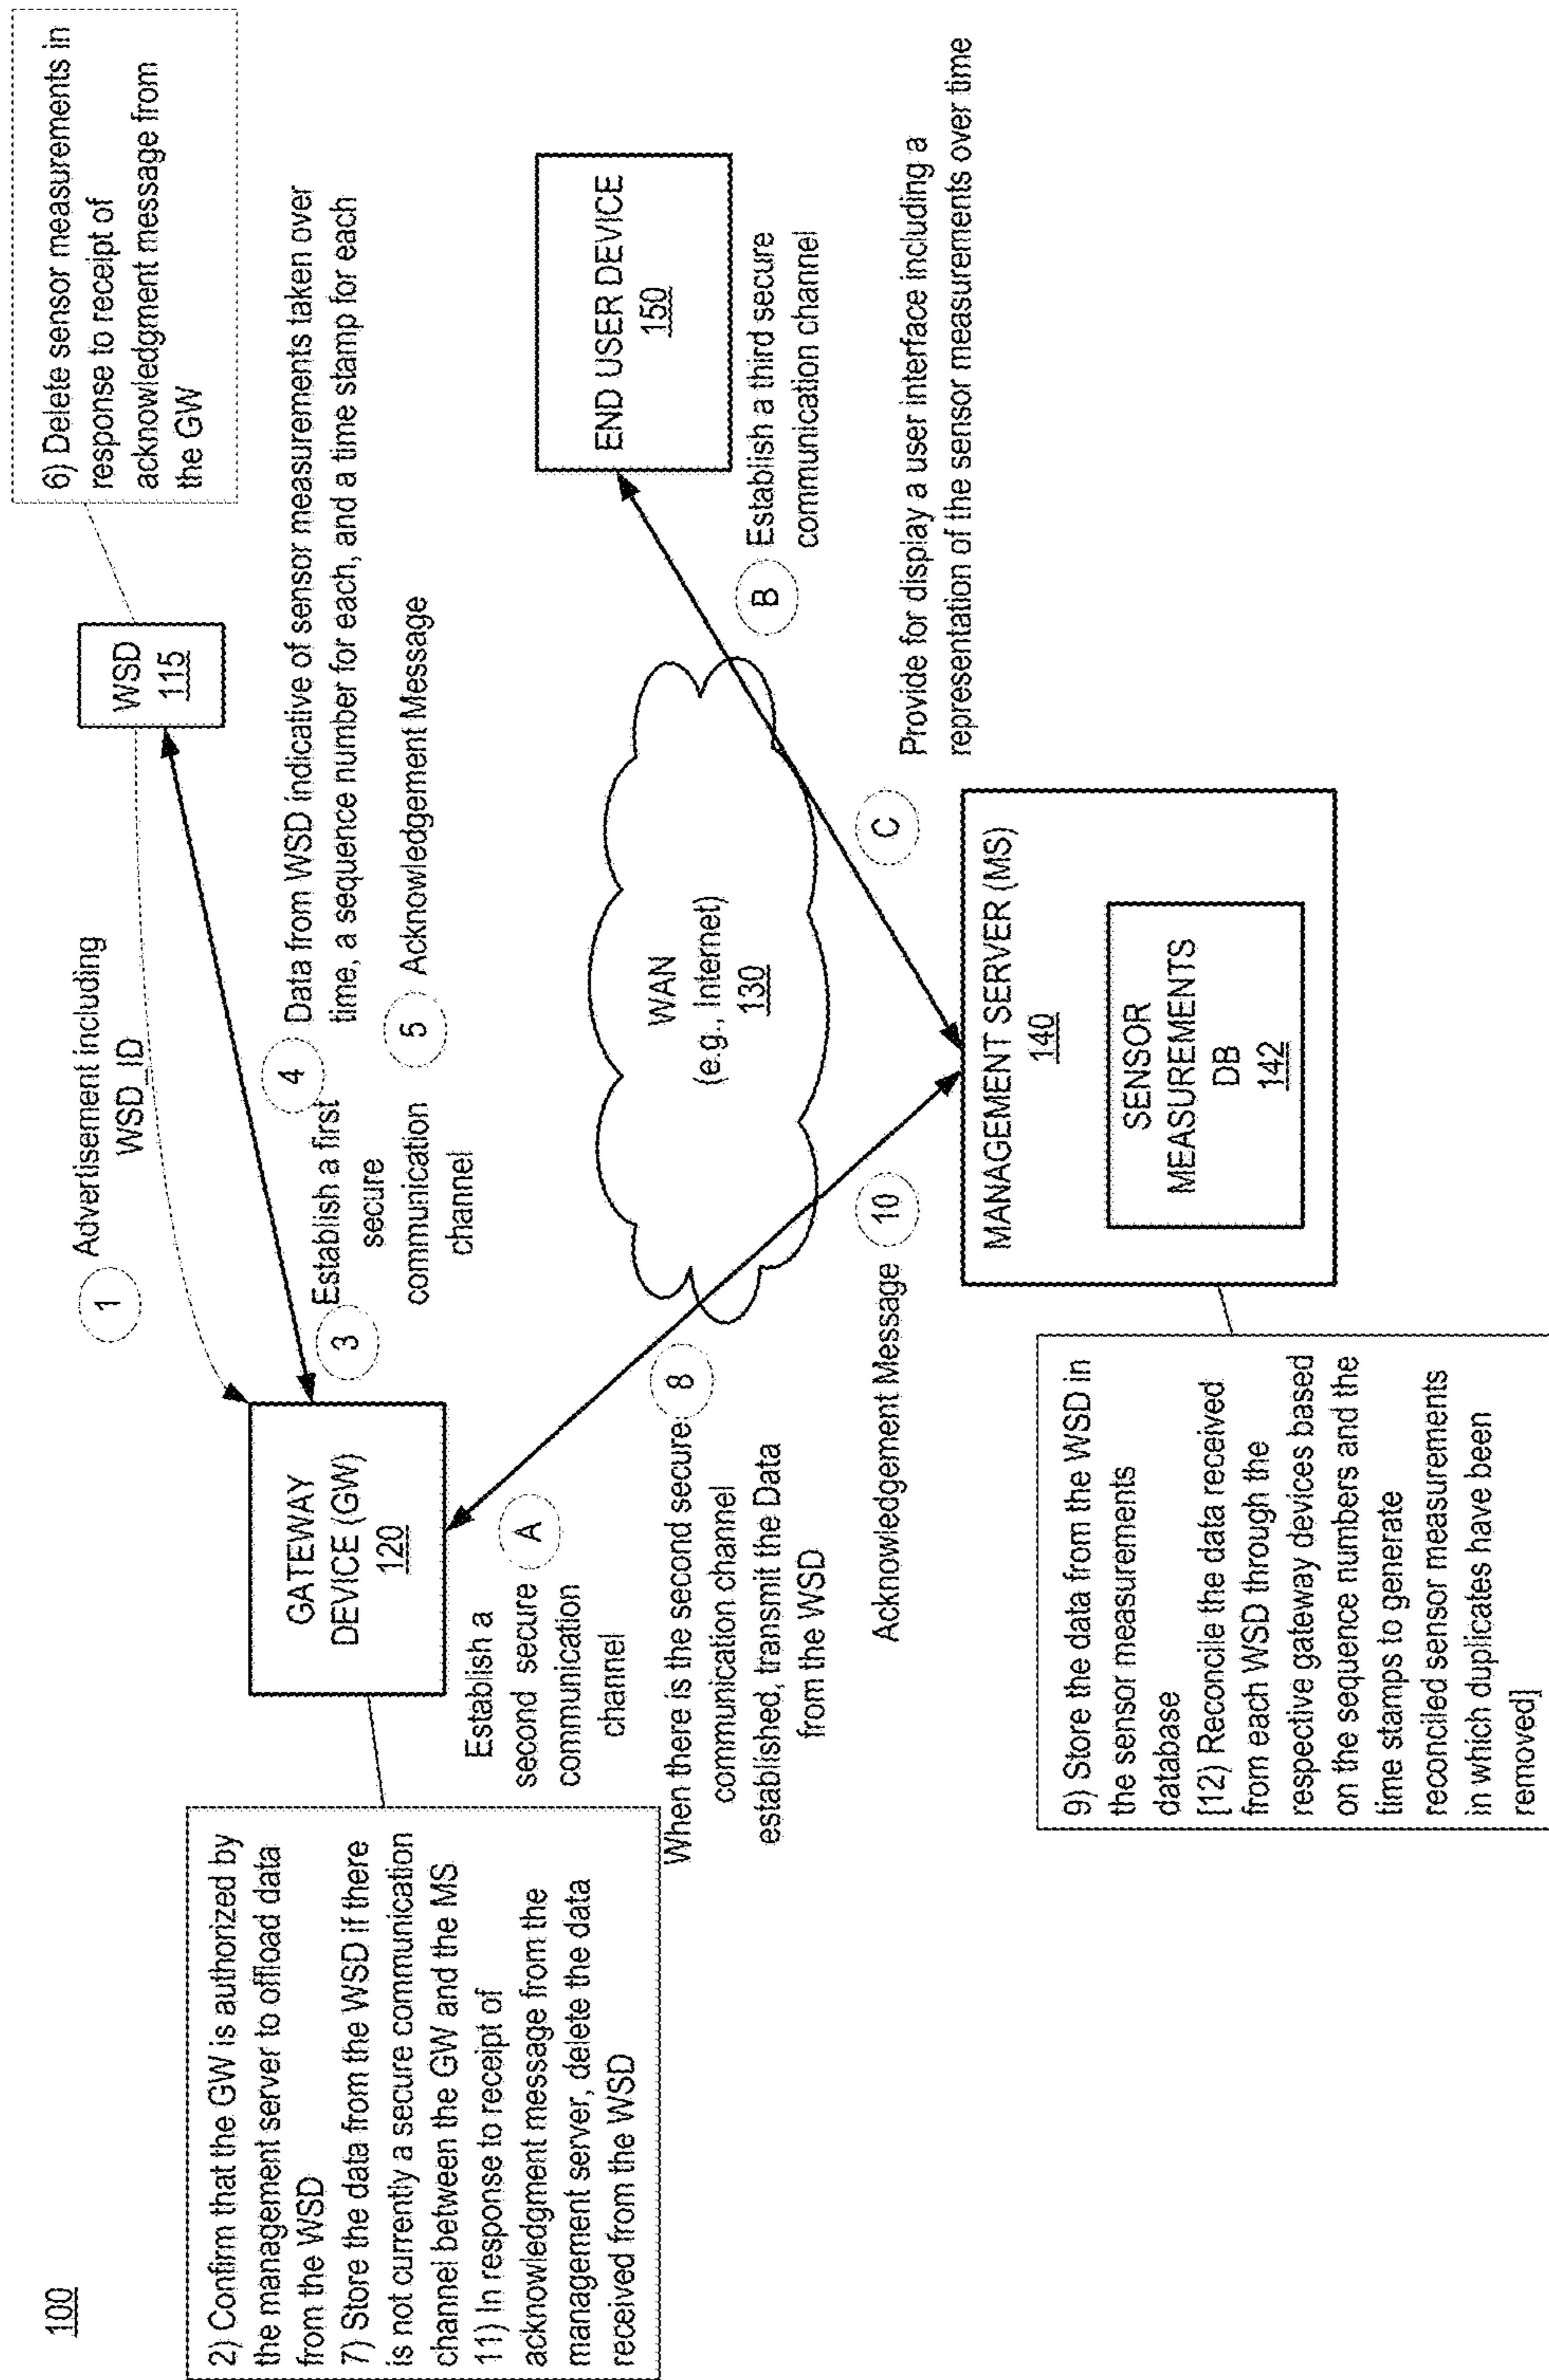 100
2) Confirm that the GW is authorized by
the management server to offload data
from the WSD
7) Store the data from the WSD if there
is not currently a secure communication
channel between the GW and the MS
11) In response to receipt of
acknowledgment message from the
management server, delete the data
received from the WSD
GATEWAY
DEVICE (GW)
120
1
Advertisement including
WSD_ID
WSD
115
6) Delete sensor measurements in
response to receipt of
acknowledgment message from
the GW
3
Establish a first
secure
communication
channel
4
Data from WSD indicative of sensor measurements taken over
time, a sequence number for each, and a time stamp for each
5
Acknowledgement Message
A
Establish a
second secure
communication
channel
8
When there is the second secure
communication channel
established, transmit the Data
from the WSD
10
Acknowledgement Message
WAN
(e.g., Internet)
130
END USER DEVICE
150
B
Establish a third secure
communication channel
C
Provide for display a user interface including a
representation of the sensor measurements over time
MANAGEMENT SERVER (MS)
140
SENSOR
MEASUREMENTS
DB
142
9) Store the data from the WSD in
the sensor measurements
database
[12) Reconcile the data received
from each WSD through the
respective gateway devices based
on the sequence numbers and the
time stamps to generate
reconciled sensor measurements
in which duplicates have been
removed]